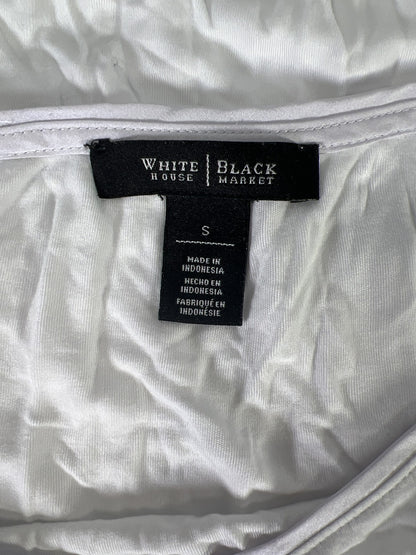 WHITE | BLACK
HOUSE | MARKET
S
MADE IN
INDONESIA
HECHO EN
INDONESIA
FABRIQUÉ EN
INDONÉSIE